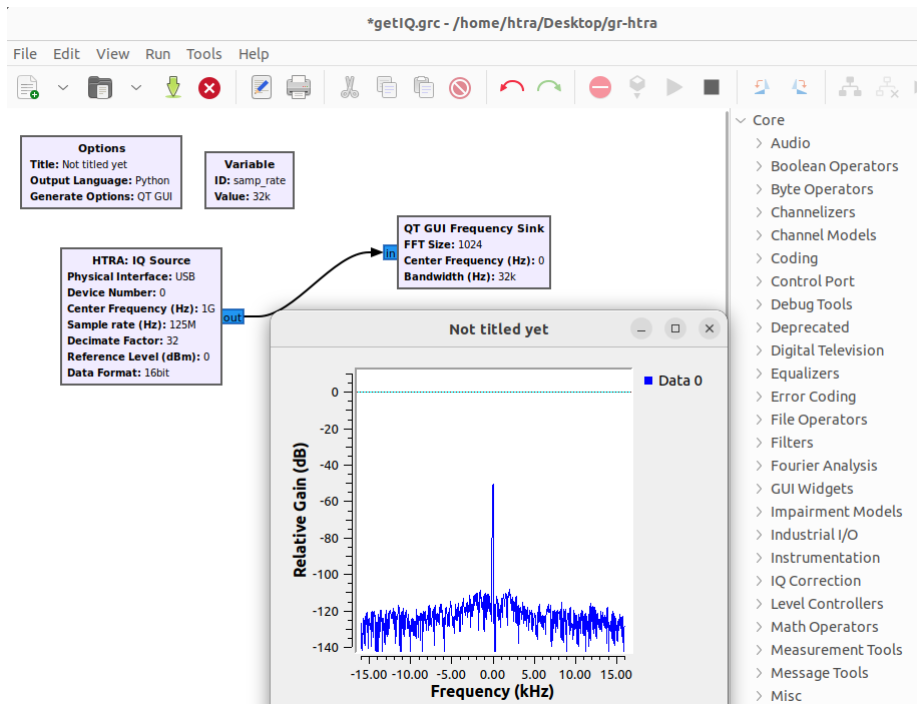 *getIQ.grc - /home/htra/Desktop/gr-htra
File Edit View Run Tools Help
Options
Title: Not titled yet
Output Language: Python
Generate Options: QT GUI
Variable
ID: samp_rate
Value: 32k
HTRA: IQ Source
Physical Interface: USB
Device Number: 0
Center Frequency (Hz): 1G
Sample rate (Hz): 125M
Decimate Factor: 32
Reference Level (dBm): 0
Data Format: 16bit
out
in
QT GUI Frequency Sink
FFT Size: 1024
Center Frequency (Hz): 0
Bandwidth (Hz): 32k
Not titled yet
Data 0
Relative Gain (dB)
0
-20
-40
-60
-80
-100
-120
-140
-15.00 -10.00 -5.00 0.00 5.00 10.00 15.00
Frequency (kHz)
Core
Audio
Boolean Operators
Byte Operators
Channelizers
Channel Models
Coding
Control Port
Debug Tools
Deprecated
Digital Television
Equalizers
Error Coding
File Operators
Filters
Fourier Analysis
GUI Widgets
Impairment Models
Industrial I/O
Instrumentation
IQ Correction
Level Controllers
Math Operators
Measurement Tools
Message Tools
Misc